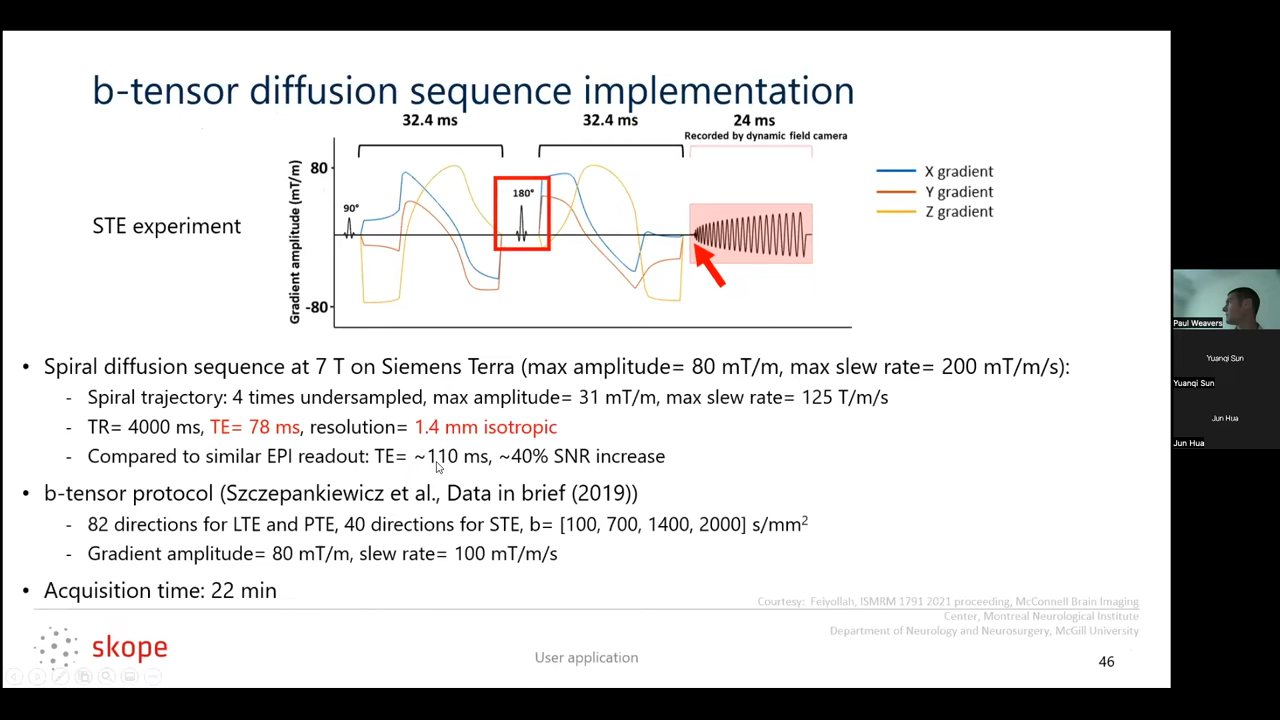 b-tensor diffusion sequence implementation
32.4 ms
32.4 ms
24 ms
Recorded by dynamic field camera
STE experiment
Gradient amplitude (mT/m)
80
-80
90°
180°
X gradient
Y gradient
Z gradient
• Spiral diffusion sequence at 7 T on Siemens Terra (max amplitude= 80 mT/m, max slew rate= 200 mT/m/s):
- Spiral trajectory: 4 times undersampled, max amplitude= 31 mT/m, max slew rate= 125 T/m/s
- TR= 4000 ms, TE= 78 ms, resolution= 1.4 mm isotropic
- Compared to similar EPI readout: TE= ~110 ms, ~40% SNR increase
• b-tensor protocol (Szczepankiewicz et al., Data in brief (2019))
- 82 directions for LTE and PTE, 40 directions for STE, b= [100, 700, 1400, 2000] s/mm²
- Gradient amplitude= 80 mT/m, slew rate= 100 mT/m/s
• Acquisition time: 22 min
Courtesy: Feiyollah, ISMRM 1791 2021 proceeding, McConnell Brain Imaging
Center, Montreal Neurological Institute
Department of Neurology and Neurosurgery, McGill University
skope
User application
46
Paul Weavers
Yuanqi Sun
Yuanqi Sun
Jun Hua
Jun Hua